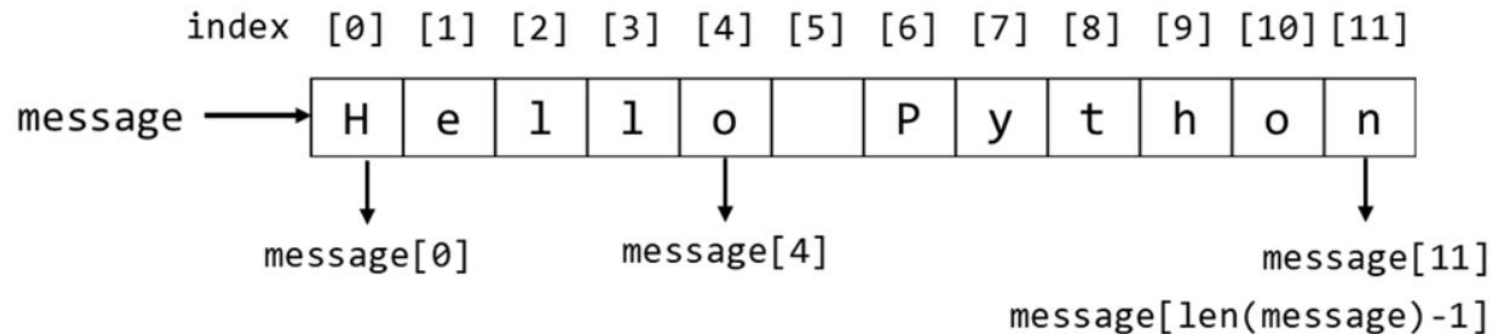 index [0] [1] [2] [3] [4] [5] [6] [7] [8] [9] [10] [11]
message H e l l o P y t h o n
message[0] message[4] message[11]
message[len(message)-1]